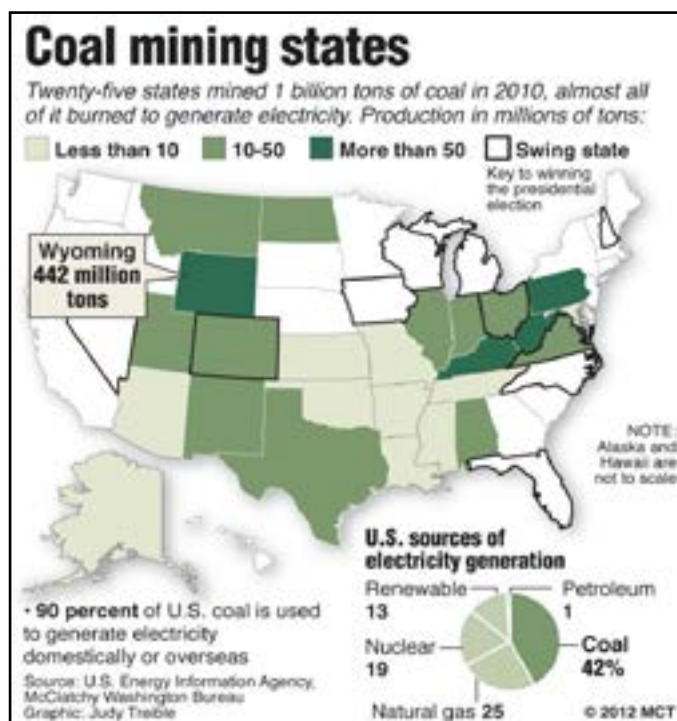 Coal mining states
Twenty-five states mined 1 billion tons of coal in 2010, almost all
of it burned to generate electricity. Production in millions of tons:
Less than 10
10-50
More than 50
Swing state
Key to winning
the presidential
election
Wyoming
442 million
tons
NOTE:
Alaska and
Hawaii are
not to scale
U.S. sources of
electricity generation
Renewable
13
Petroleum
1
Nuclear
19
Coal
42%
Natural gas 25
• 90 percent of U.S. coal is used
to generate electricity
domestically or overseas
Source: U.S. Energy Information Agency,
McClatchy Washington Bureau
Graphic: Judy Treible
© 2012 MCT